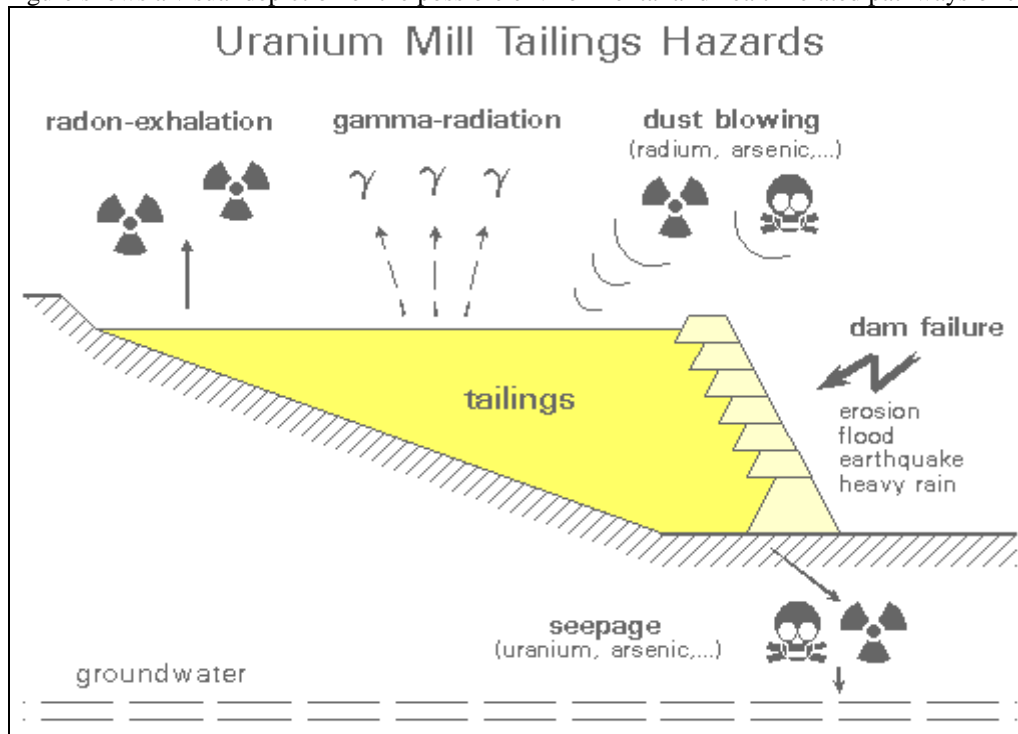 Uranium Mill Tailings Hazards
radon-exhalation
gamma-radiation
dust blowing
(radium, arsenic,...)
γ γ γ
dam failure
tailings
erosion
flood
earthquake
heavy rain
seepage
(uranium, arsenic,...)
groundwater